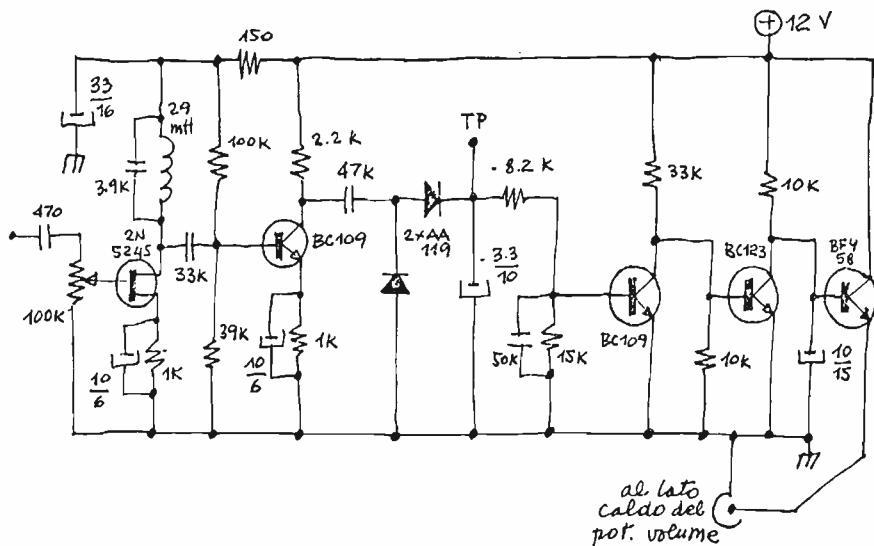 12 V
150
33
16
29
mH
TP
3.9K
100K
2.2 K
47K
8.2 K
33K
10K
470
2N
5245
33K
BC109
2xAA
119
3.3
10
BC123
BF4
58
100K
BC109
10
6
1K
39K
10
6
1K
50K
15K
10K
10
15
al lato
caldo del
pot. volume